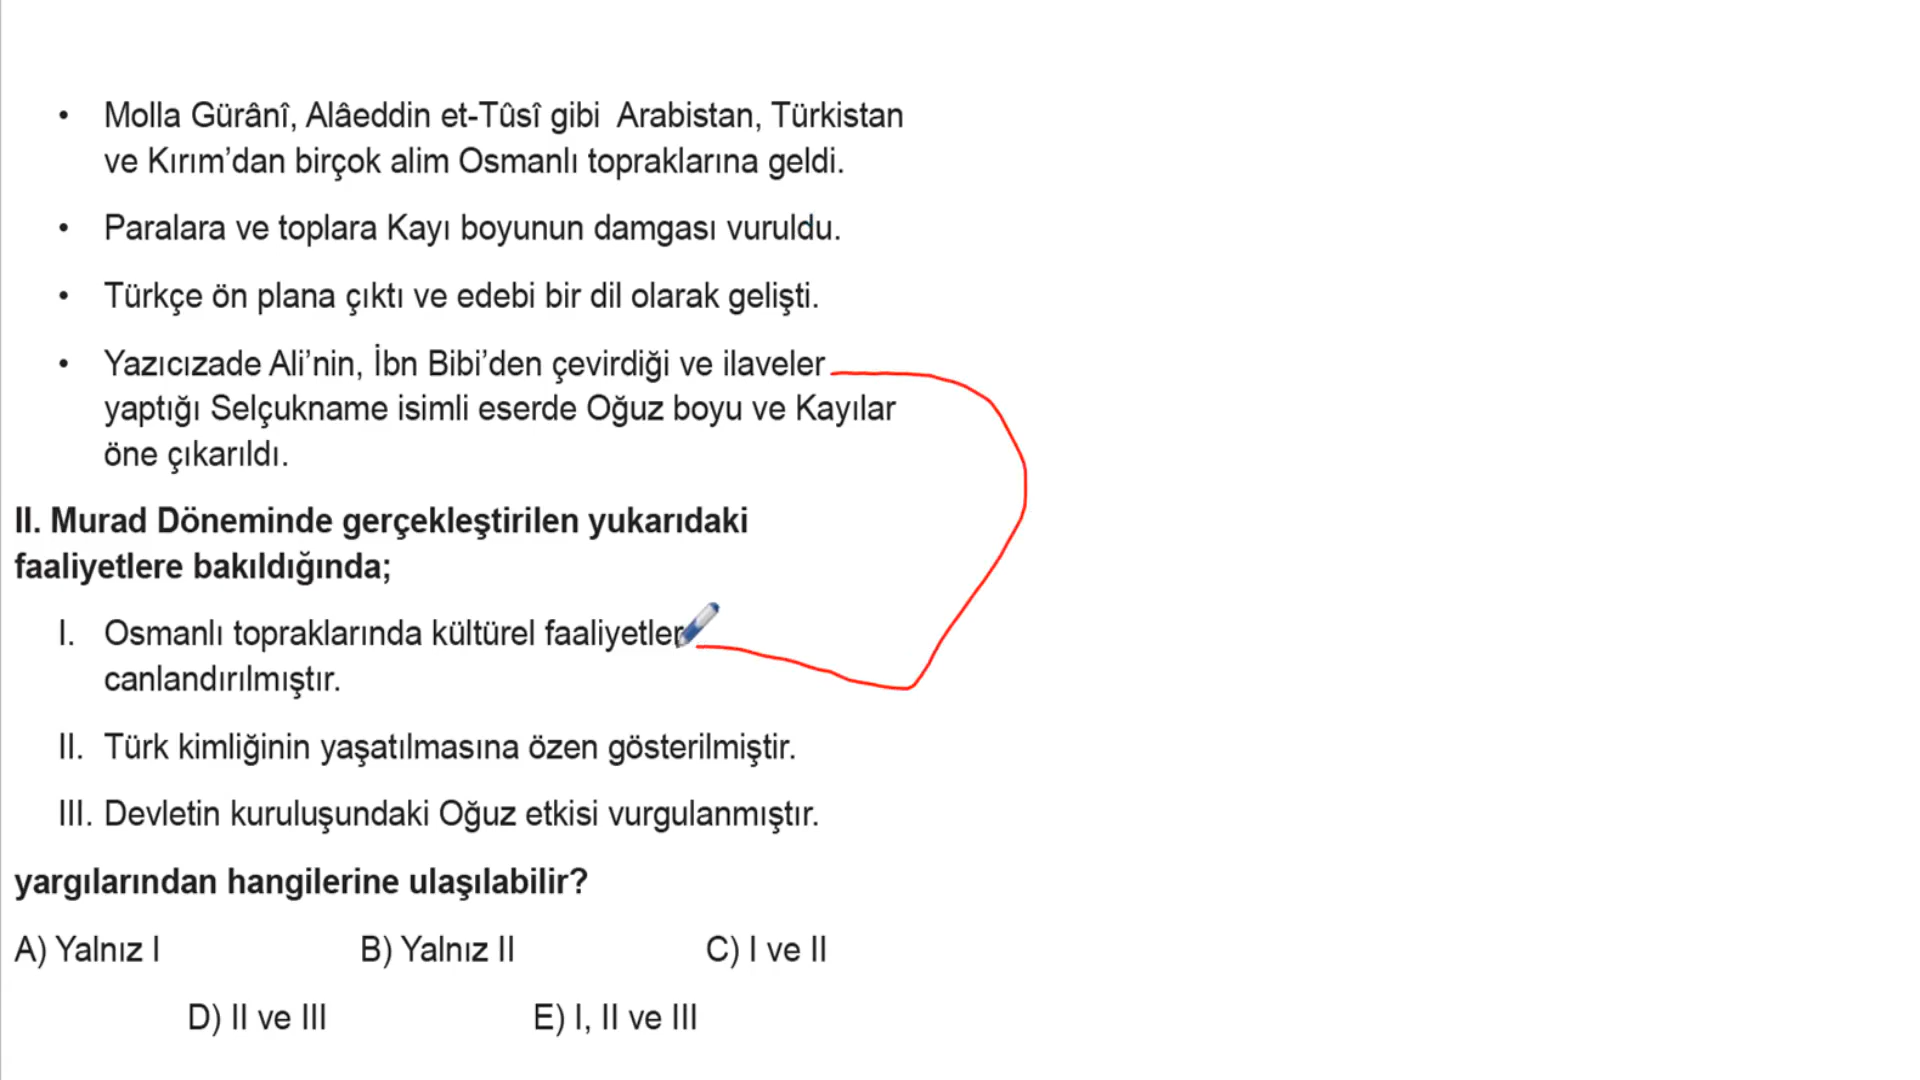 • Molla Gürânî, Alâeddin et-Tûsî gibi Arabistan, Türkistan
ve Kırım’dan birçok alim Osmanlı topraklarına geldi.
• Paralara ve toplara Kayı boyunun damgası vuruldu.
• Türkçe ön plana çıktı ve edebi bir dil olarak gelişti.
• Yazıcızade Ali’nin, İbn Bibi’den çevirdiği ve ilaveler
yaptığı Selçukname isimli eserde Oğuz boyu ve Kayılar
öne çıkarıldı.
II. Murad Döneminde gerçekleştirilen yukarıdaki
faaliyetlere bakıldığında;
I. Osmanlı topraklarında kültürel faaliyetler
canlandırılmıştır.
II. Türk kimliğinin yaşatılmasına özen gösterilmiştir.
III. Devletin kuruluşundaki Oğuz etkisi vurgulanmıştır.
yargılarından hangilerine ulaşılabilir?
A) Yalnız I B) Yalnız II C) I ve II
D) II ve III E) I, II ve III